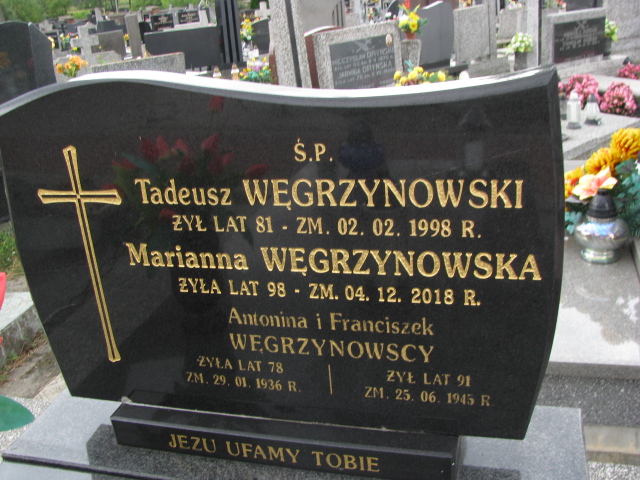 Ś.P.
Tadeusz WĘGRZYNOWSKI
ŻYŁ LAT 81 - ZM. 02. 02. 1998 R.
Marianna WĘGRZYNOWSKA
ŻYŁA LAT 98 - ZM. 04. 12. 2018 R.
Antonina i Franciszek
WĘGRZYNOWSCY
ŻYŁA LAT 78
ZM. 29. 01. 1936 R.
ŻYŁ LAT 91
ZM. 25. 06. 1945 R
JEZU UFAMY TOBIE